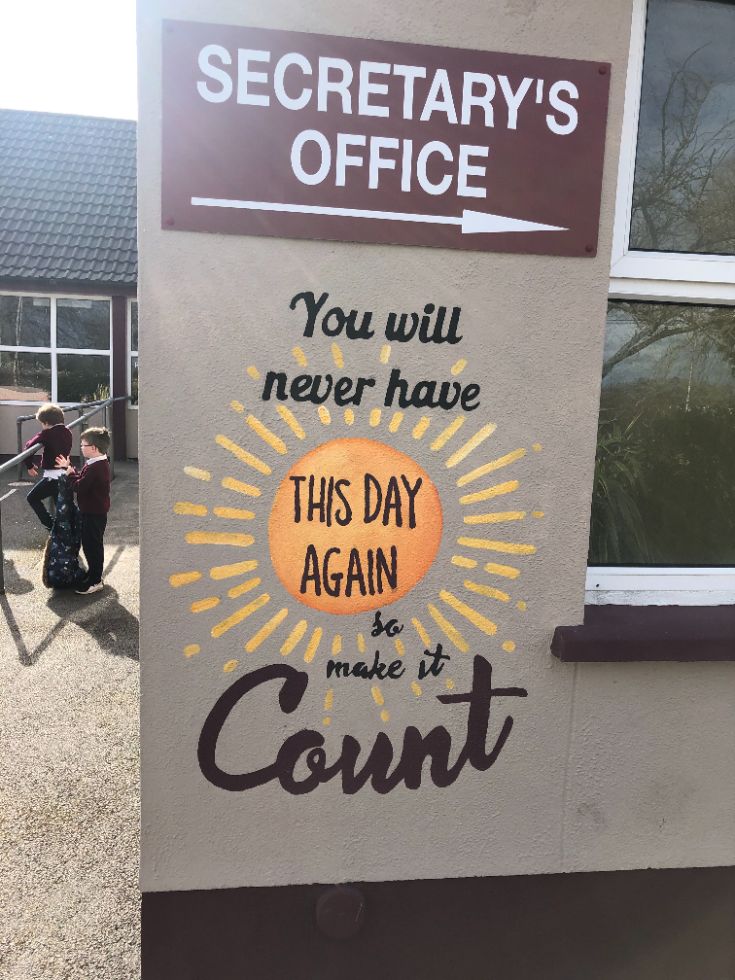 SECRETARY'S
OFFICE
You will
never have
THIS DAY
AGAIN
so
make it
Count